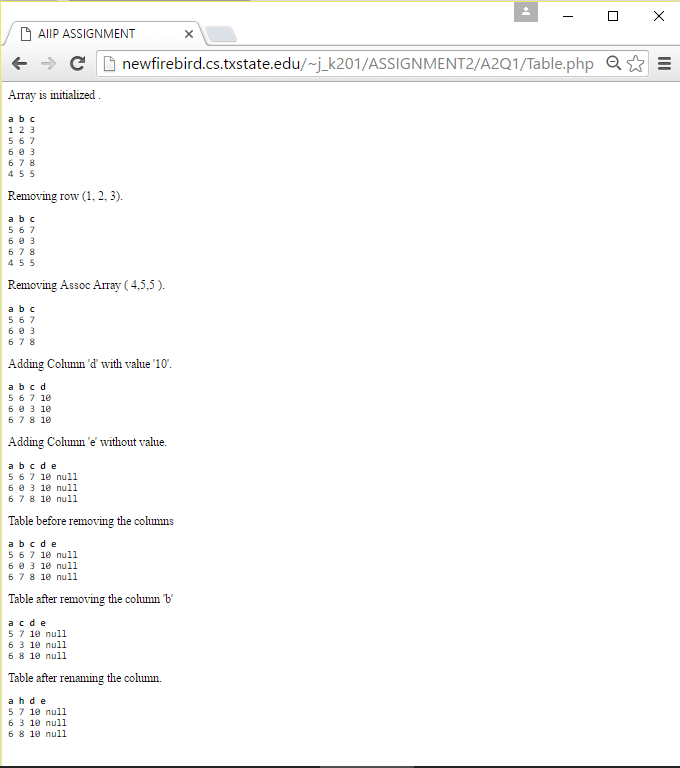 AIIP ASSIGNMENT
newfirebird.cs.txstate.edu/~j_k201/ASSIGNMENT2/A2Q1/Table.php
Array is initialized .
a b c
1 2 3
5 6 7
6 0 3
6 7 8
4 5 5
Removing row (1, 2, 3).
a b c
5 6 7
6 0 3
6 7 8
4 5 5
Removing Assoc Array ( 4,5,5 ).
a b c
5 6 7
6 0 3
6 7 8
Adding Column 'd' with value '10'.
a b c d
5 6 7 10
6 0 3 10
6 7 8 10
Adding Column 'e' without value.
a b c d e
5 6 7 10 null
6 0 3 10 null
6 7 8 10 null
Table before removing the columns
a b c d e
5 6 7 10 null
6 0 3 10 null
6 7 8 10 null
Table after removing the column 'b'
a c d e
5 7 10 null
6 3 10 null
6 8 10 null
Table after renaming the column.
a h d e
5 7 10 null
6 3 10 null
6 8 10 null